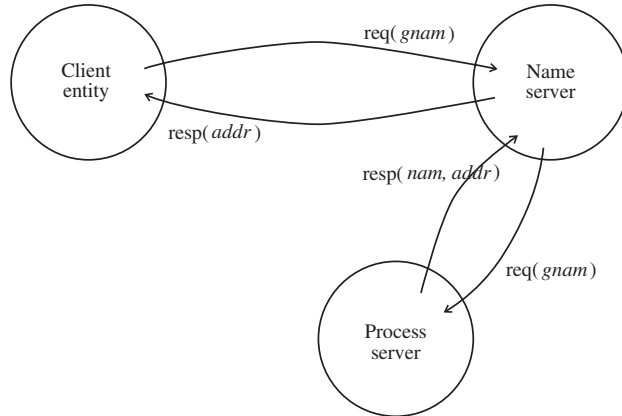 req(gnam)
Client
entity
Name
server
resp(addr)
resp(nam, addr)
req(gnam)
Process
server